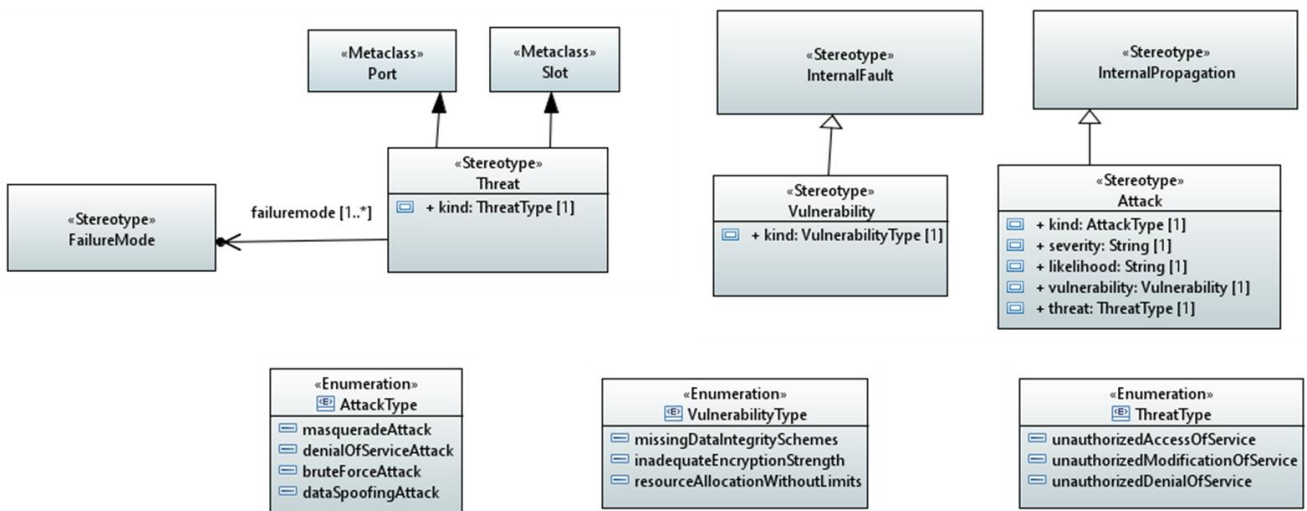 «Metaclass»
Port
«Metaclass»
Slot
«Stereotype»
InternalFault
«Stereotype»
InternalPropagation
«Stereotype»
FailureMode
failuremode [1..*]
«Stereotype»
Threat
+ kind: ThreatType [1]
«Stereotype»
Vulnerability
+ kind: VulnerabilityType [1]
«Stereotype»
Attack
+ kind: AttackType [1]
+ severity: String [1]
+ likelihood: String [1]
+ vulnerability: Vulnerability [1]
+ threat: ThreatType [1]
«Enumeration»
«E» AttackType
masqueradeAttack
denialOfServiceAttack
bruteForceAttack
dataSpoofingAttack
«Enumeration»
«E» VulnerabilityType
missingDataIntegritySchemes
inadequateEncryptionStrength
resourceAllocationWithoutLimits
«Enumeration»
«E» ThreatType
unauthorizedAccessOfService
unauthorizedModificationOfService
unauthorizedDenialOfService